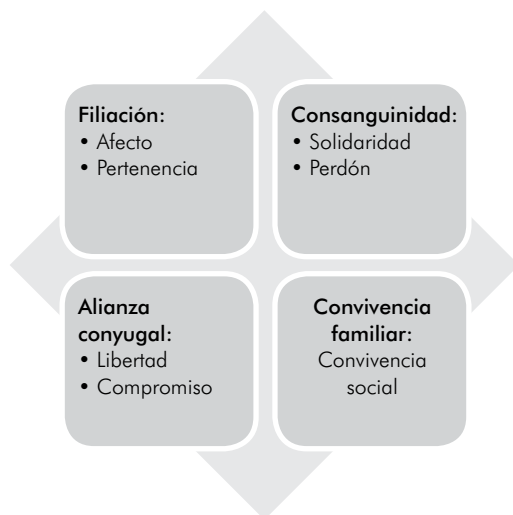 Filiación:
• Afecto
• Pertenencia
Consanguinidad:
• Solidaridad
• Perdón
Alianza
conyugal:
• Libertad
• Compromiso
Convivencia
familiar:
Convivencia
social